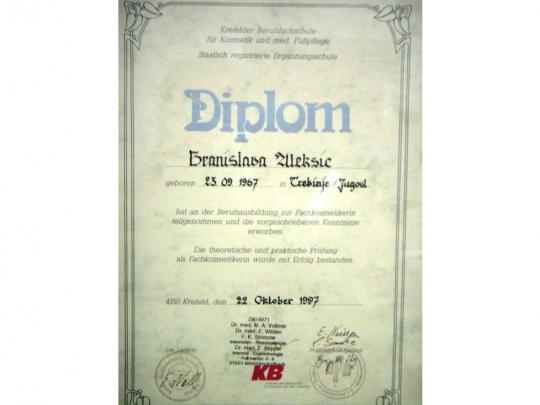 Krefelder Berufsfachschule
für Kosmetik und med. Fußpflege
Staatlich registrierte Ergänzungsschule
Diplom
Branislava Aleksic
geboren 23. 09. 1967 in Trebinje/Jugosl.
hat an der Berufsausbildung zur Fachkosmetikerin
teilgenommen und die vorgeschriebenen Kenntnisse
erworben.
Die theoretische und praktische Prüfung
als Fachkosmetikerin wurde mit Erfolg bestanden.
4150 Krefeld, den 22. Oktober 1997
Dr. med. M. A. Vollmer
Dr. med. E. Wilden
Die Leiterin
KB